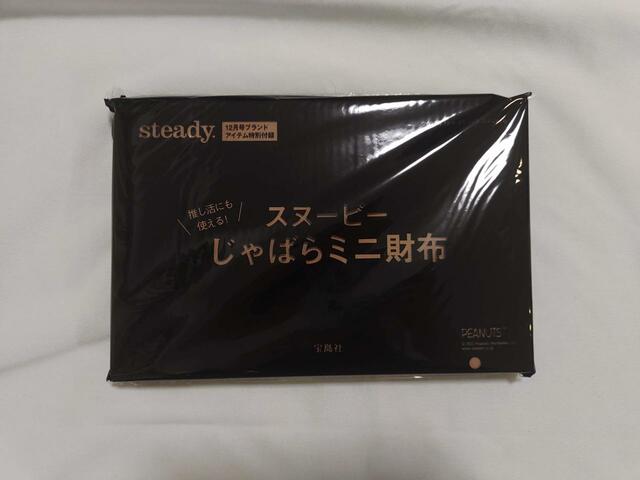 steady.
12月号ブランド
アイテム特別付録
推し活にも
使える!
スヌーピー
じゃばらミニ財布
宝島社
PEANUTS